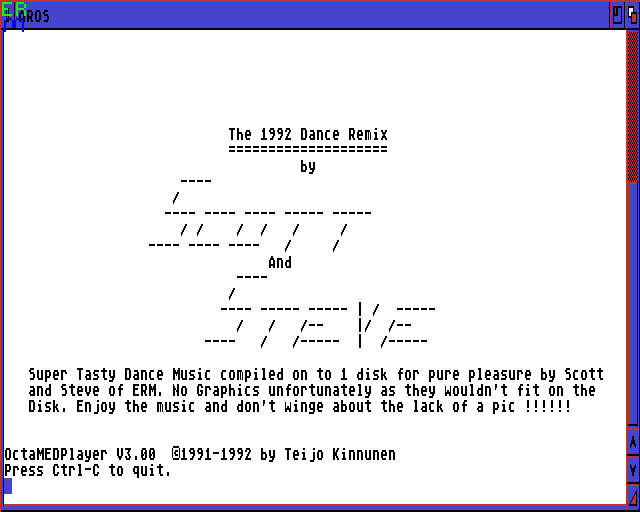 AROS
The 1992 Dance Remix
====================
by
SCOTT
And
STEVE
Super Tasty Dance Music compiled on to 1 disk for pure pleasure by Scott
and Steve of ERM. No Graphics unfortunately as they wouldn't fit on the
Disk. Enjoy the music and don't winge about the lack of a pic !!!!!!
OctaMEDPlayer V3.00 ©1991-1992 by Teijo Kinnunen
Press Ctrl-C to quit.